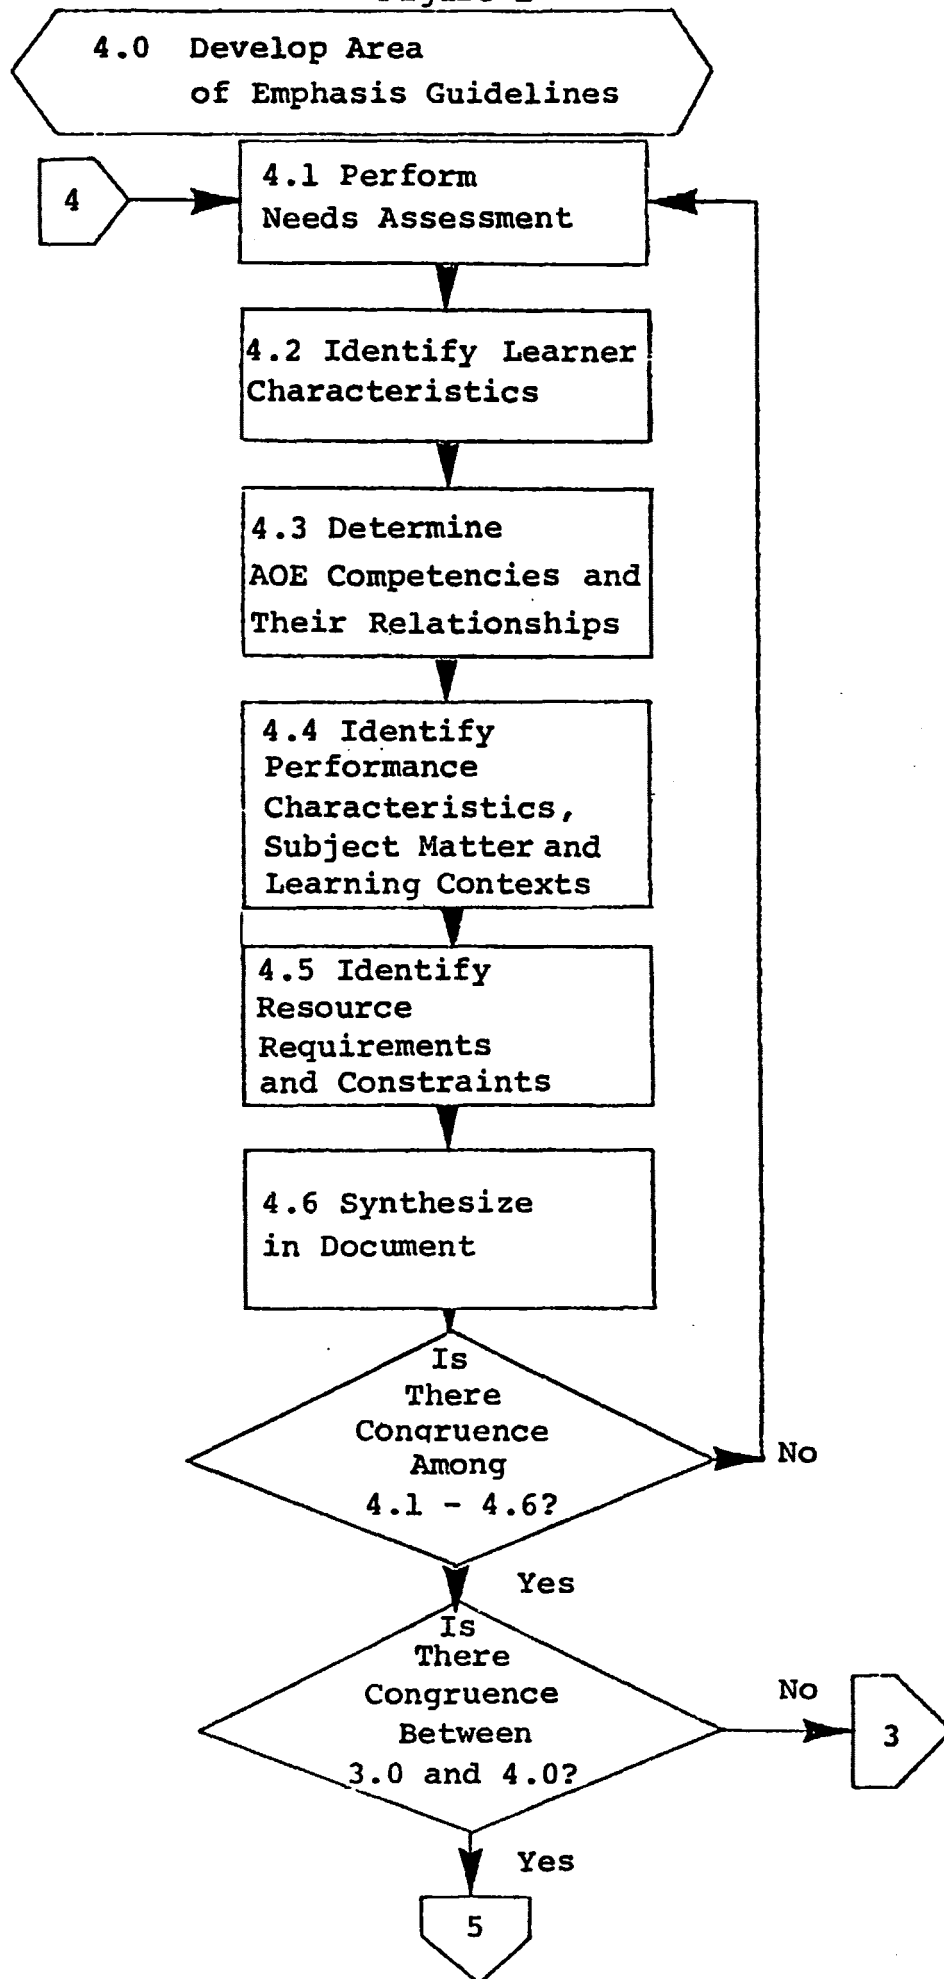 4.0 Develop Area
of Emphasis Guidelines
4
4.1 Perform
Needs Assessment
4.2 Identify Learner
Characteristics
4.3 Determine
AOE Competencies and
Their Relationships
4.4 Identify
Performance
Characteristics,
Subject Matter and
Learning Contexts
4.5 Identify
Resource
Requirements
and Constraints
4.6 Synthesize
in Document
Is
There
Congruence
Among
4.1 - 4.6?
No
Yes
Is
There
Congruence
Between
3.0 and 4.0?
No
3
Yes
5